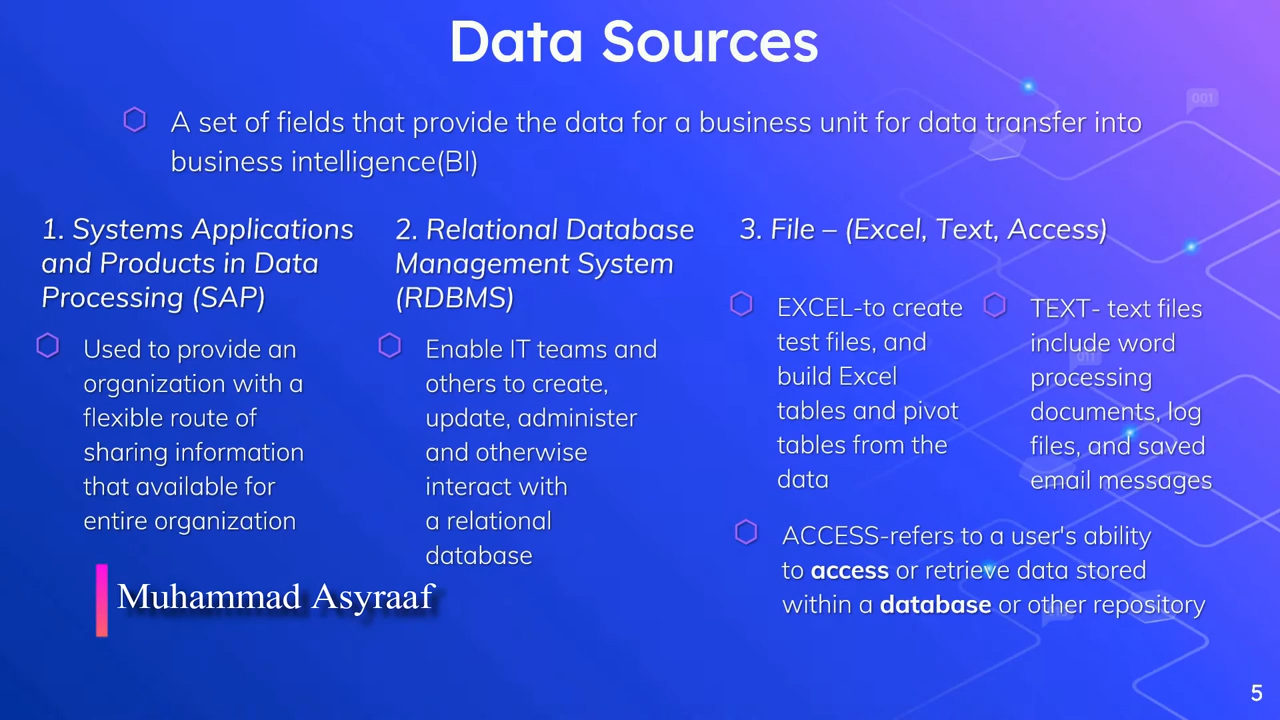 Data Sources
A set of fields that provide the data for a business unit for data transfer into
business intelligence(BI)
1. Systems Applications
and Products in Data
Processing (SAP)
Used to provide an
organization with a
flexible route of
sharing information
that available for
entire organization
2. Relational Database
Management System
(RDBMS)
Enable IT teams and
others to create,
update, administer
and otherwise
interact with
a relational
database
3. File – (Excel, Text, Access)
EXCEL-to create
test files, and
build Excel
tables and pivot
tables from the
data
TEXT- text files
include word
processing
documents, log
files, and saved
email messages
ACCESS-refers to a user's ability
to access or retrieve data stored
within a database or other repository
Muhammad Asyraaf
001
011
5